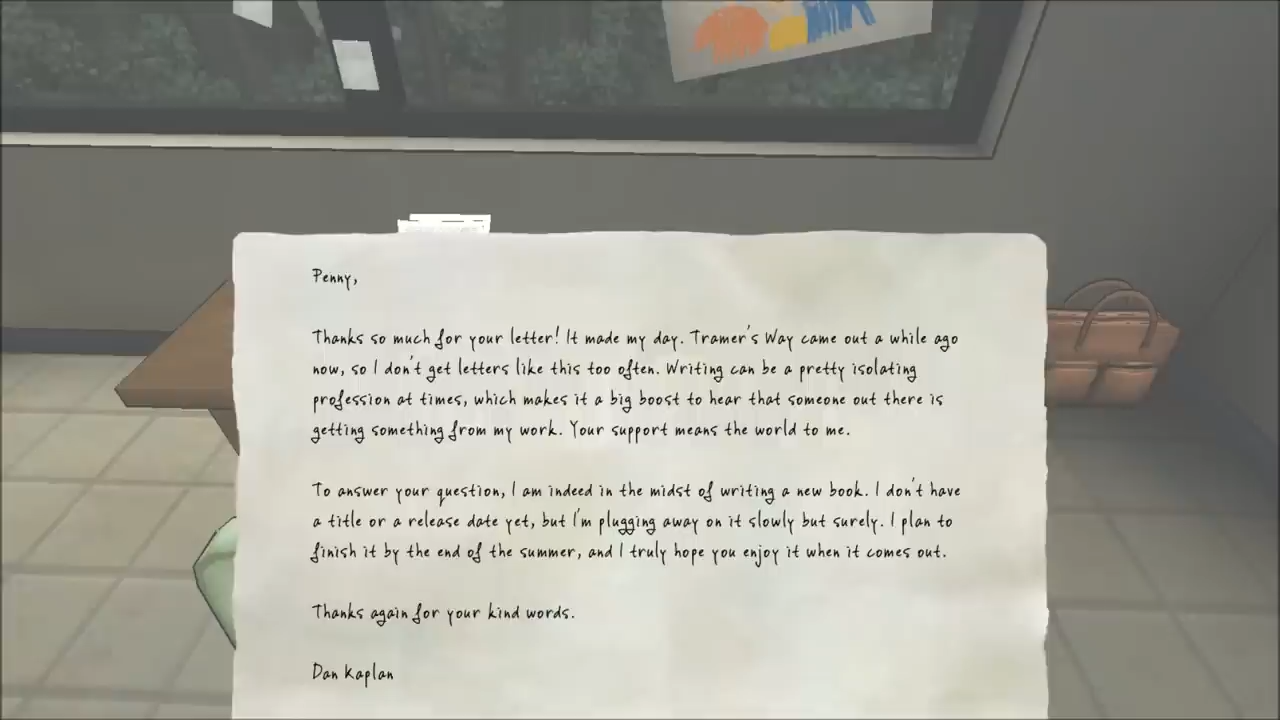 Penny,
Thanks so much for your letter! It made my day. Tramer's Way came out a while ago
now, so I don't get letters like this too often. Writing can be a pretty isolating
profession at times, which makes it a big boost to hear that someone out there is
getting something from my work. Your support means the world to me.
To answer your question, I am indeed in the midst of writing a new book. I don't have
a title or a release date yet, but I'm plugging away on it slowly but surely. I plan to
finish it by the end of the summer, and I truly hope you enjoy it when it comes out.
Thanks again for your kind words.
Dan Kaplan